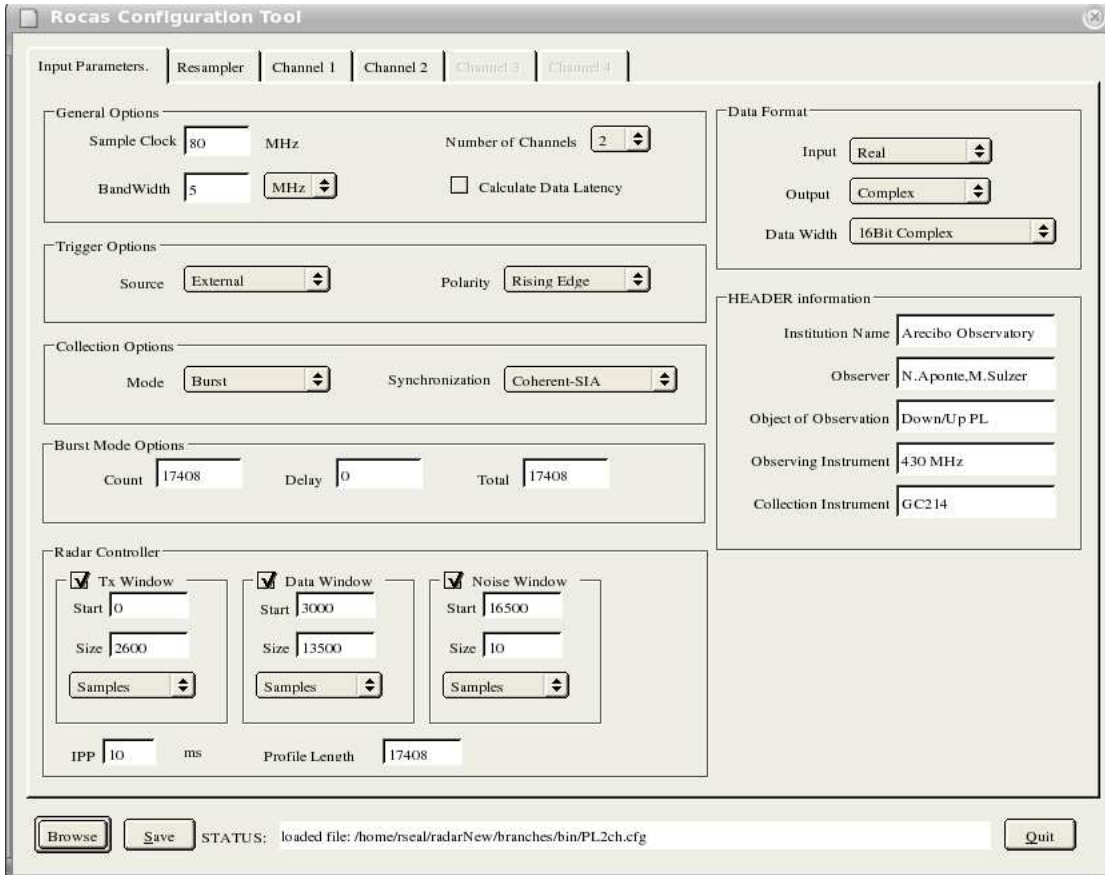 Rocas Configuration Tool
Input Parameters. Resampler Channel 1 Channel 2 Channel 3 Channel 4
General Options
Sample Clock 80 MHz Number of Channels 2
BandWidth 5 MHz Calculate Data Latency
Trigger Options
Source External Polarity Rising Edge
Collection Options
Mode Burst Synchronization Coherent-SIA
Burst Mode Options
Count 17408 Delay 0 Total 17408
Radar Controller
Tx Window Data Window Noise Window
Start 0 Start 3000 Start 16500
Size 2600 Size 13500 Size 10
Samples Samples Samples
IPP 10 ms Profile Length 17408
Data Format
Input Real
Output Complex
Data Width 16Bit Complex
HEADER information
Institution Name Arecibo Observatory
Observer N.Aponte,M.Sulzer
Object of Observation Down/Up PL
Observing Instrument 430 MHz
Collection Instrument GC214
Browse Save STATUS: loaded file: /home/rseal/radarNew/branches/bin/PL2ch.cfg Quit